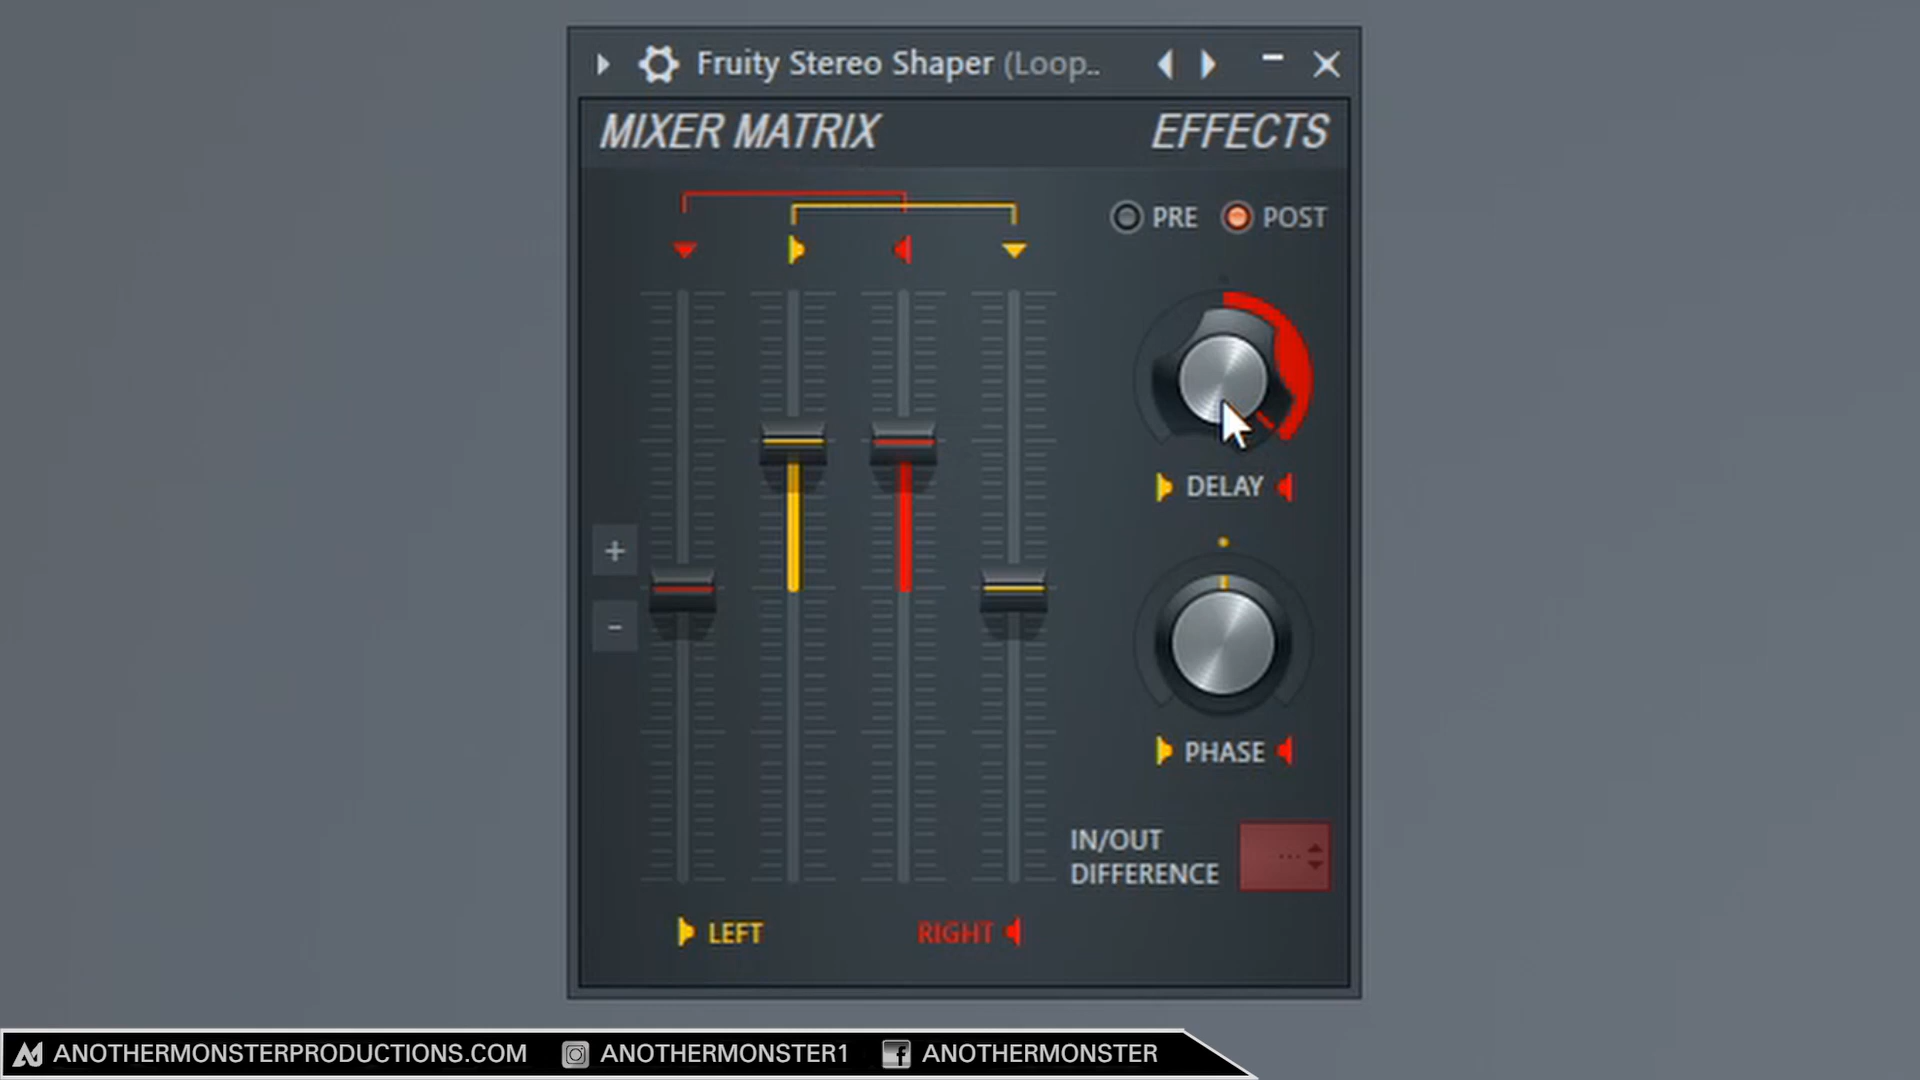 Fruity Stereo Shaper (Loop..
MIXER MATRIX
EFFECTS
PRE
POST
DELAY
+
-
PHASE
IN/OUT
DIFFERENCE
LEFT
RIGHT
ANOTHERMONSTERPRODUCTIONS.COM
ANOTHERMONSTER1
ANOTHERMONSTER